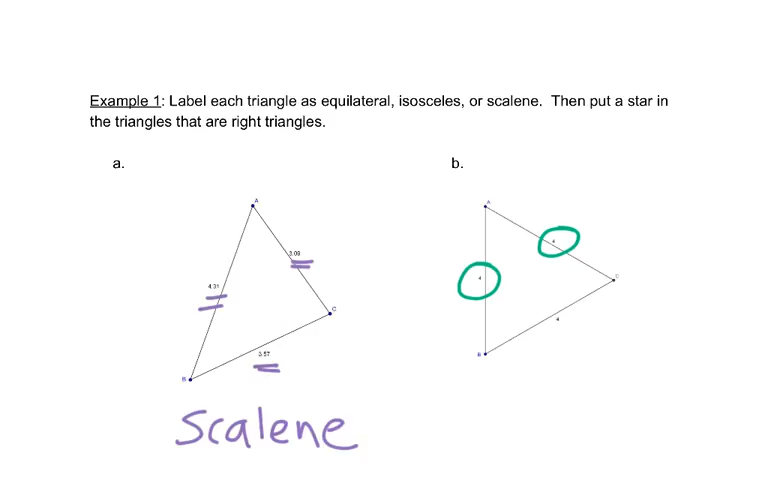 Example 1: Label each triangle as equilateral, isosceles, or scalene. Then put a star in
the triangles that are right triangles.
a.
b.
A
A
3.09
4
4.31
4
C
C
4
3.57
B
B
scalene